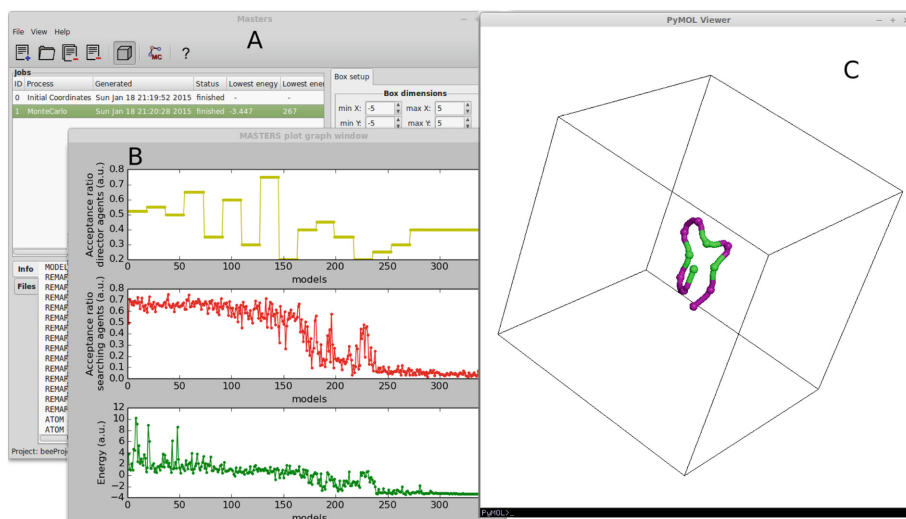 Masters
A
File View Help
MC ?
Jobs
ID Process Generated Status Lowest energy Lowest ener
0 Initial Coordinates Sun Jan 18 21:19:52 2015 finished - -
1 MonteCarlo Sun Jan 18 21:20:28 2015 finished -3.447 267
Box setup
Box dimensions
min X: -5 max X: 5
min Y: -5 max Y: 5
Info
Files
MODEL
REMAR
REMAR
REMAR
REMAR
REMAR
REMAR
REMAR
REMAR
REMAR
REMAR
REMAR
REMAR
REMAR
ATOM
ATOM
Project: beeProje
MASTERS plot graph window
B
Acceptance ratio
director agents (a.u.)
0.8
0.7
0.6
0.5
0.4
0.3
0.2
0 50 100 150 200 250 300
models
Acceptance ratio
searching agents (a.u.)
0.8
0.7
0.6
0.5
0.4
0.3
0.2
0.1
0.0
0 50 100 150 200 250 300
models
Energy (a.u.)
12
10
8
6
4
2
0
−2
−4
0 50 100 150 200 250 300
models
PyMOL Viewer
C
PyMOL>_